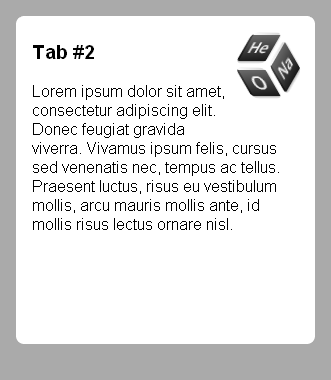 Tab #2
He
O
Na
Lorem ipsum dolor sit amet,
consectetur adipiscing elit.
Donec feugiat gravida
viverra. Vivamus ipsum felis, cursus
sed venenatis nec, tempus ac tellus.
Praesent luctus, risus eu vestibulum
mollis, arcu mauris mollis ante, id
mollis risus lectus ornare nisl.